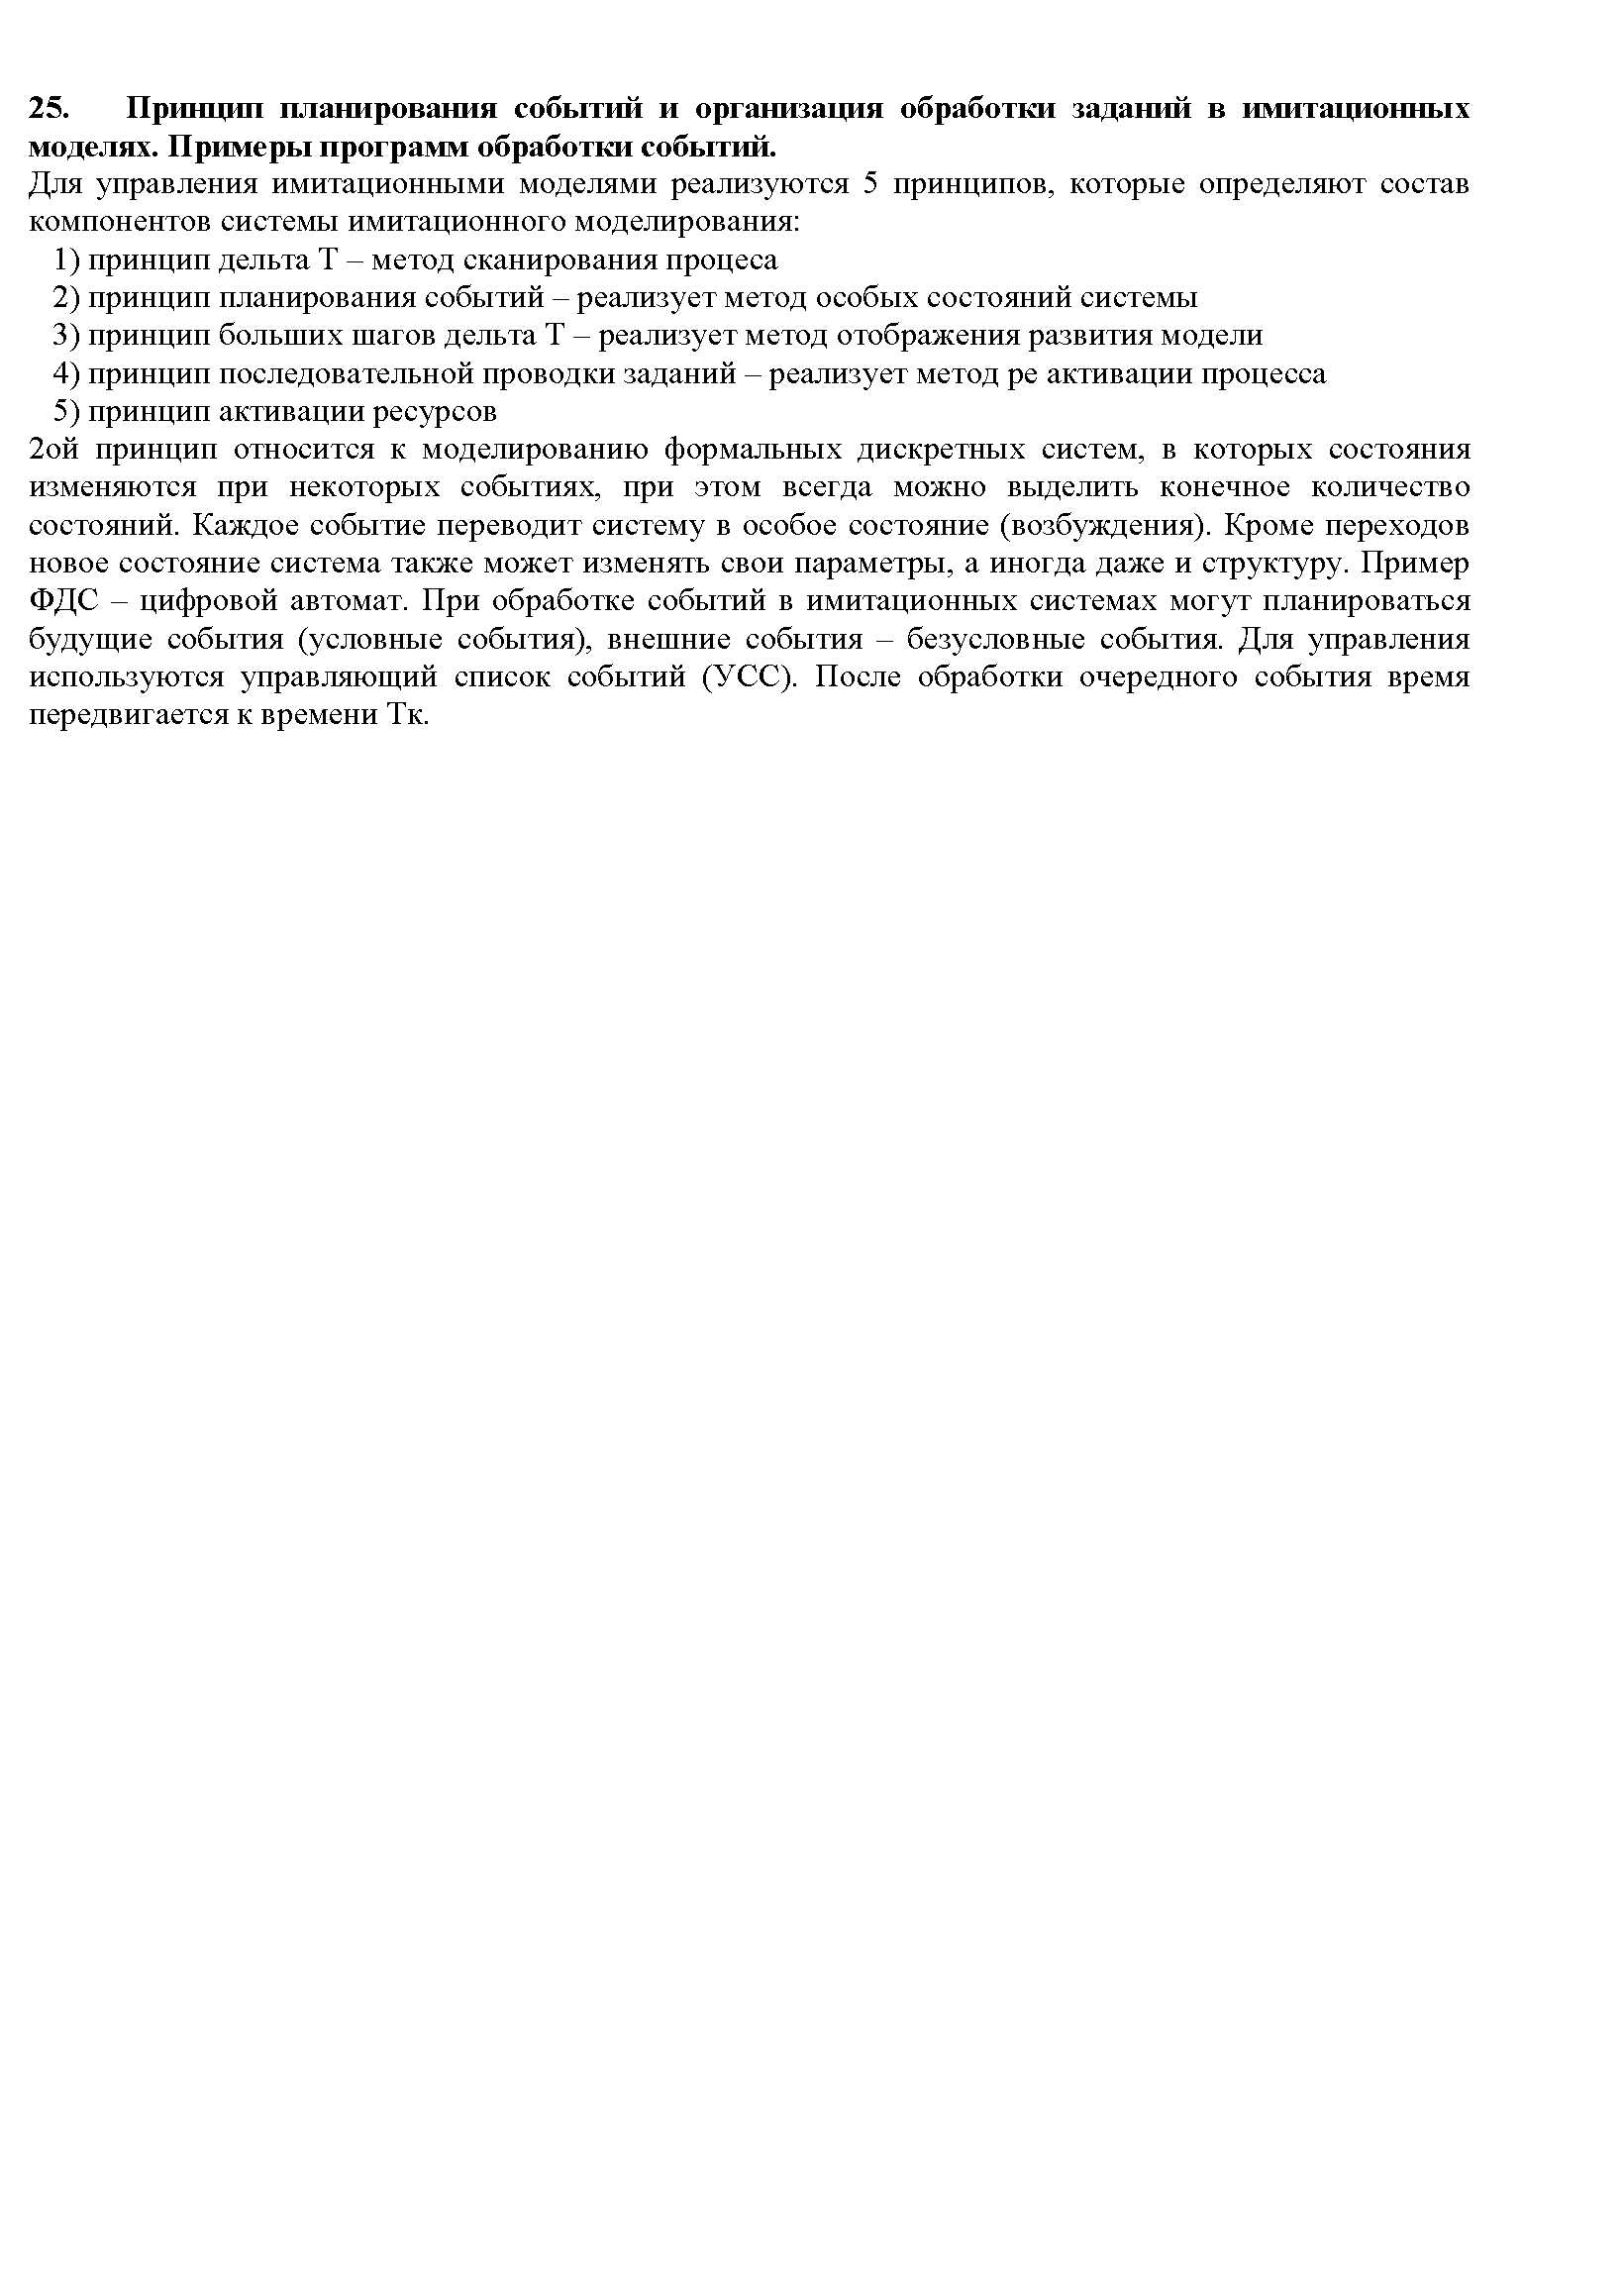 25. Принцип планирования событий и организация обработки заданий в имитационных
моделях. Примеры программ обработки событий.
Для управления имитационными моделями реализуются 5 принципов, которые определяют состав
компонентов системы имитационного моделирования:
1) принцип дельта Т – метод сканирования процеса
2) принцип планирования событий – реализует метод особых состояний системы
3) принцип больших шагов дельта Т – реализует метод отображения развития модели
4) принцип последовательной проводки заданий – реализует метод ре активации процесса
5) принцип активации ресурсов
2ой принцип относится к моделированию формальных дискретных систем, в которых состояния
изменяются при некоторых событиях, при этом всегда можно выделить конечное количество
состояний. Каждое событие переводит систему в особое состояние (возбуждения). Кроме переходов
новое состояние система также может изменять свои параметры, а иногда даже и структуру. Пример
ФДС – цифровой автомат. При обработке событий в имитационных системах могут планироваться
будущие события (условные события), внешние события – безусловные события. Для управления
используются управляющий список событий (УСС). После обработки очередного события время
передвигается к времени Тк.